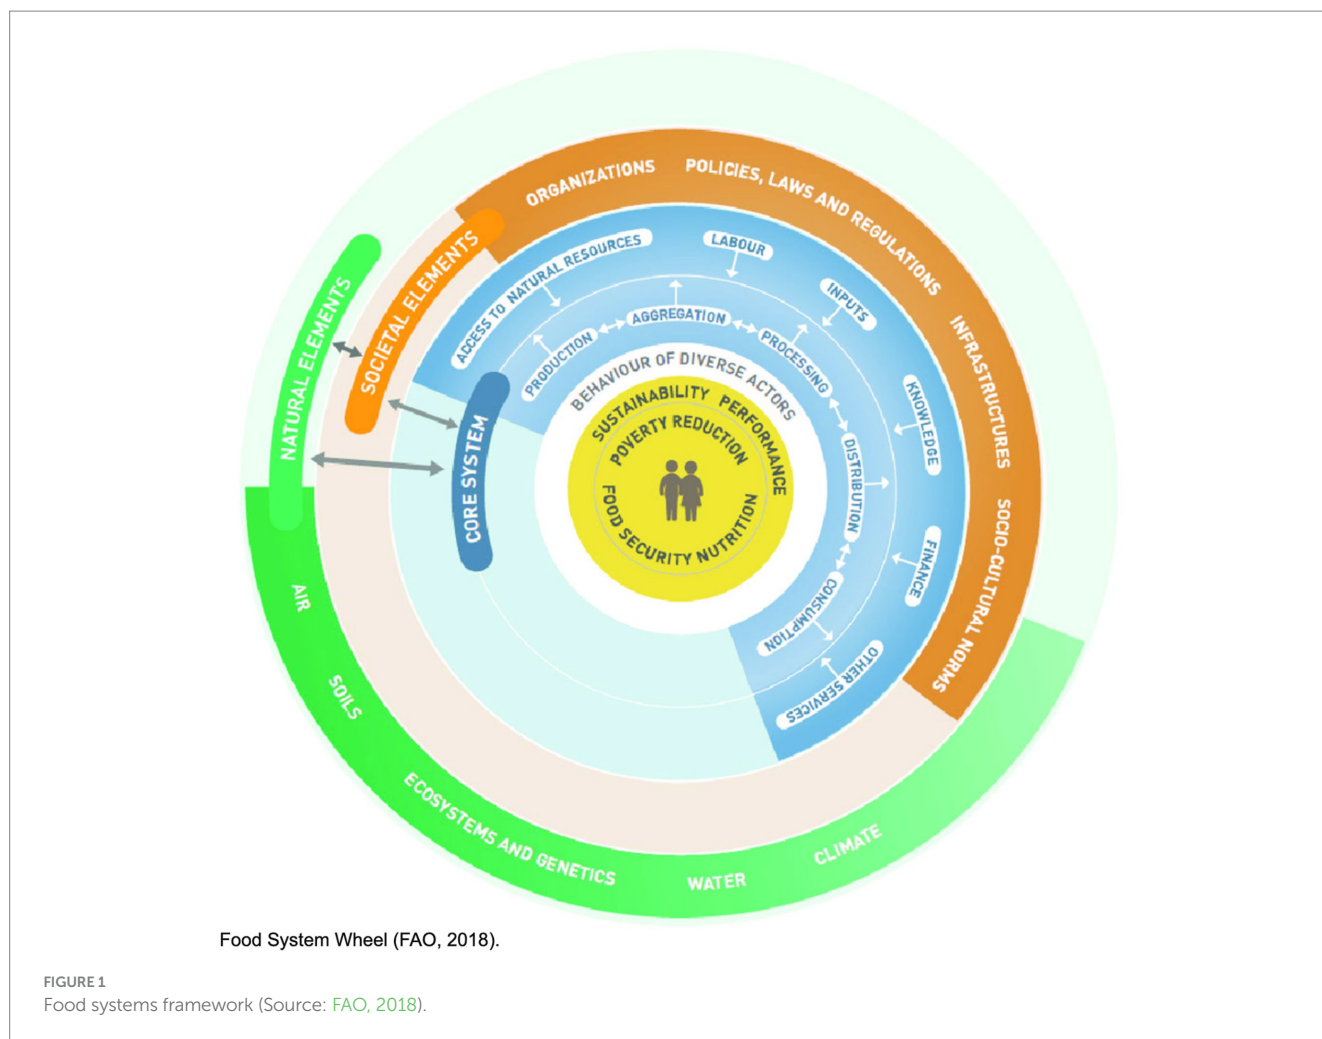 ORGANIZATIONS
POLICIES, LAWS AND REGULATIONS
INFRASTRUCTURES
SOCIO-CULTURAL NORMS
NATURAL ELEMENTS
SOCIETAL ELEMENTS
CORE SYSTEM
ACCESS TO NATURAL RESOURCES
LABOUR
INPUTS
KNOWLEDGE
FINANCE
OTHER SERVICES
PRODUCTION
AGGREGATION
PROCESSING
DISTRIBUTION
CONSUMPTION
BEHAVIOUR OF DIVERSE ACTORS
SUSTAINABILITY PERFORMANCE
POVERTY REDUCTION
FOOD SECURITY NUTRITION
AIR
SOILS
ECOSYSTEMS AND GENETICS
WATER
CLIMATE
Food System Wheel (FAO, 2018).
FIGURE 1
Food systems framework (Source: FAO, 2018).